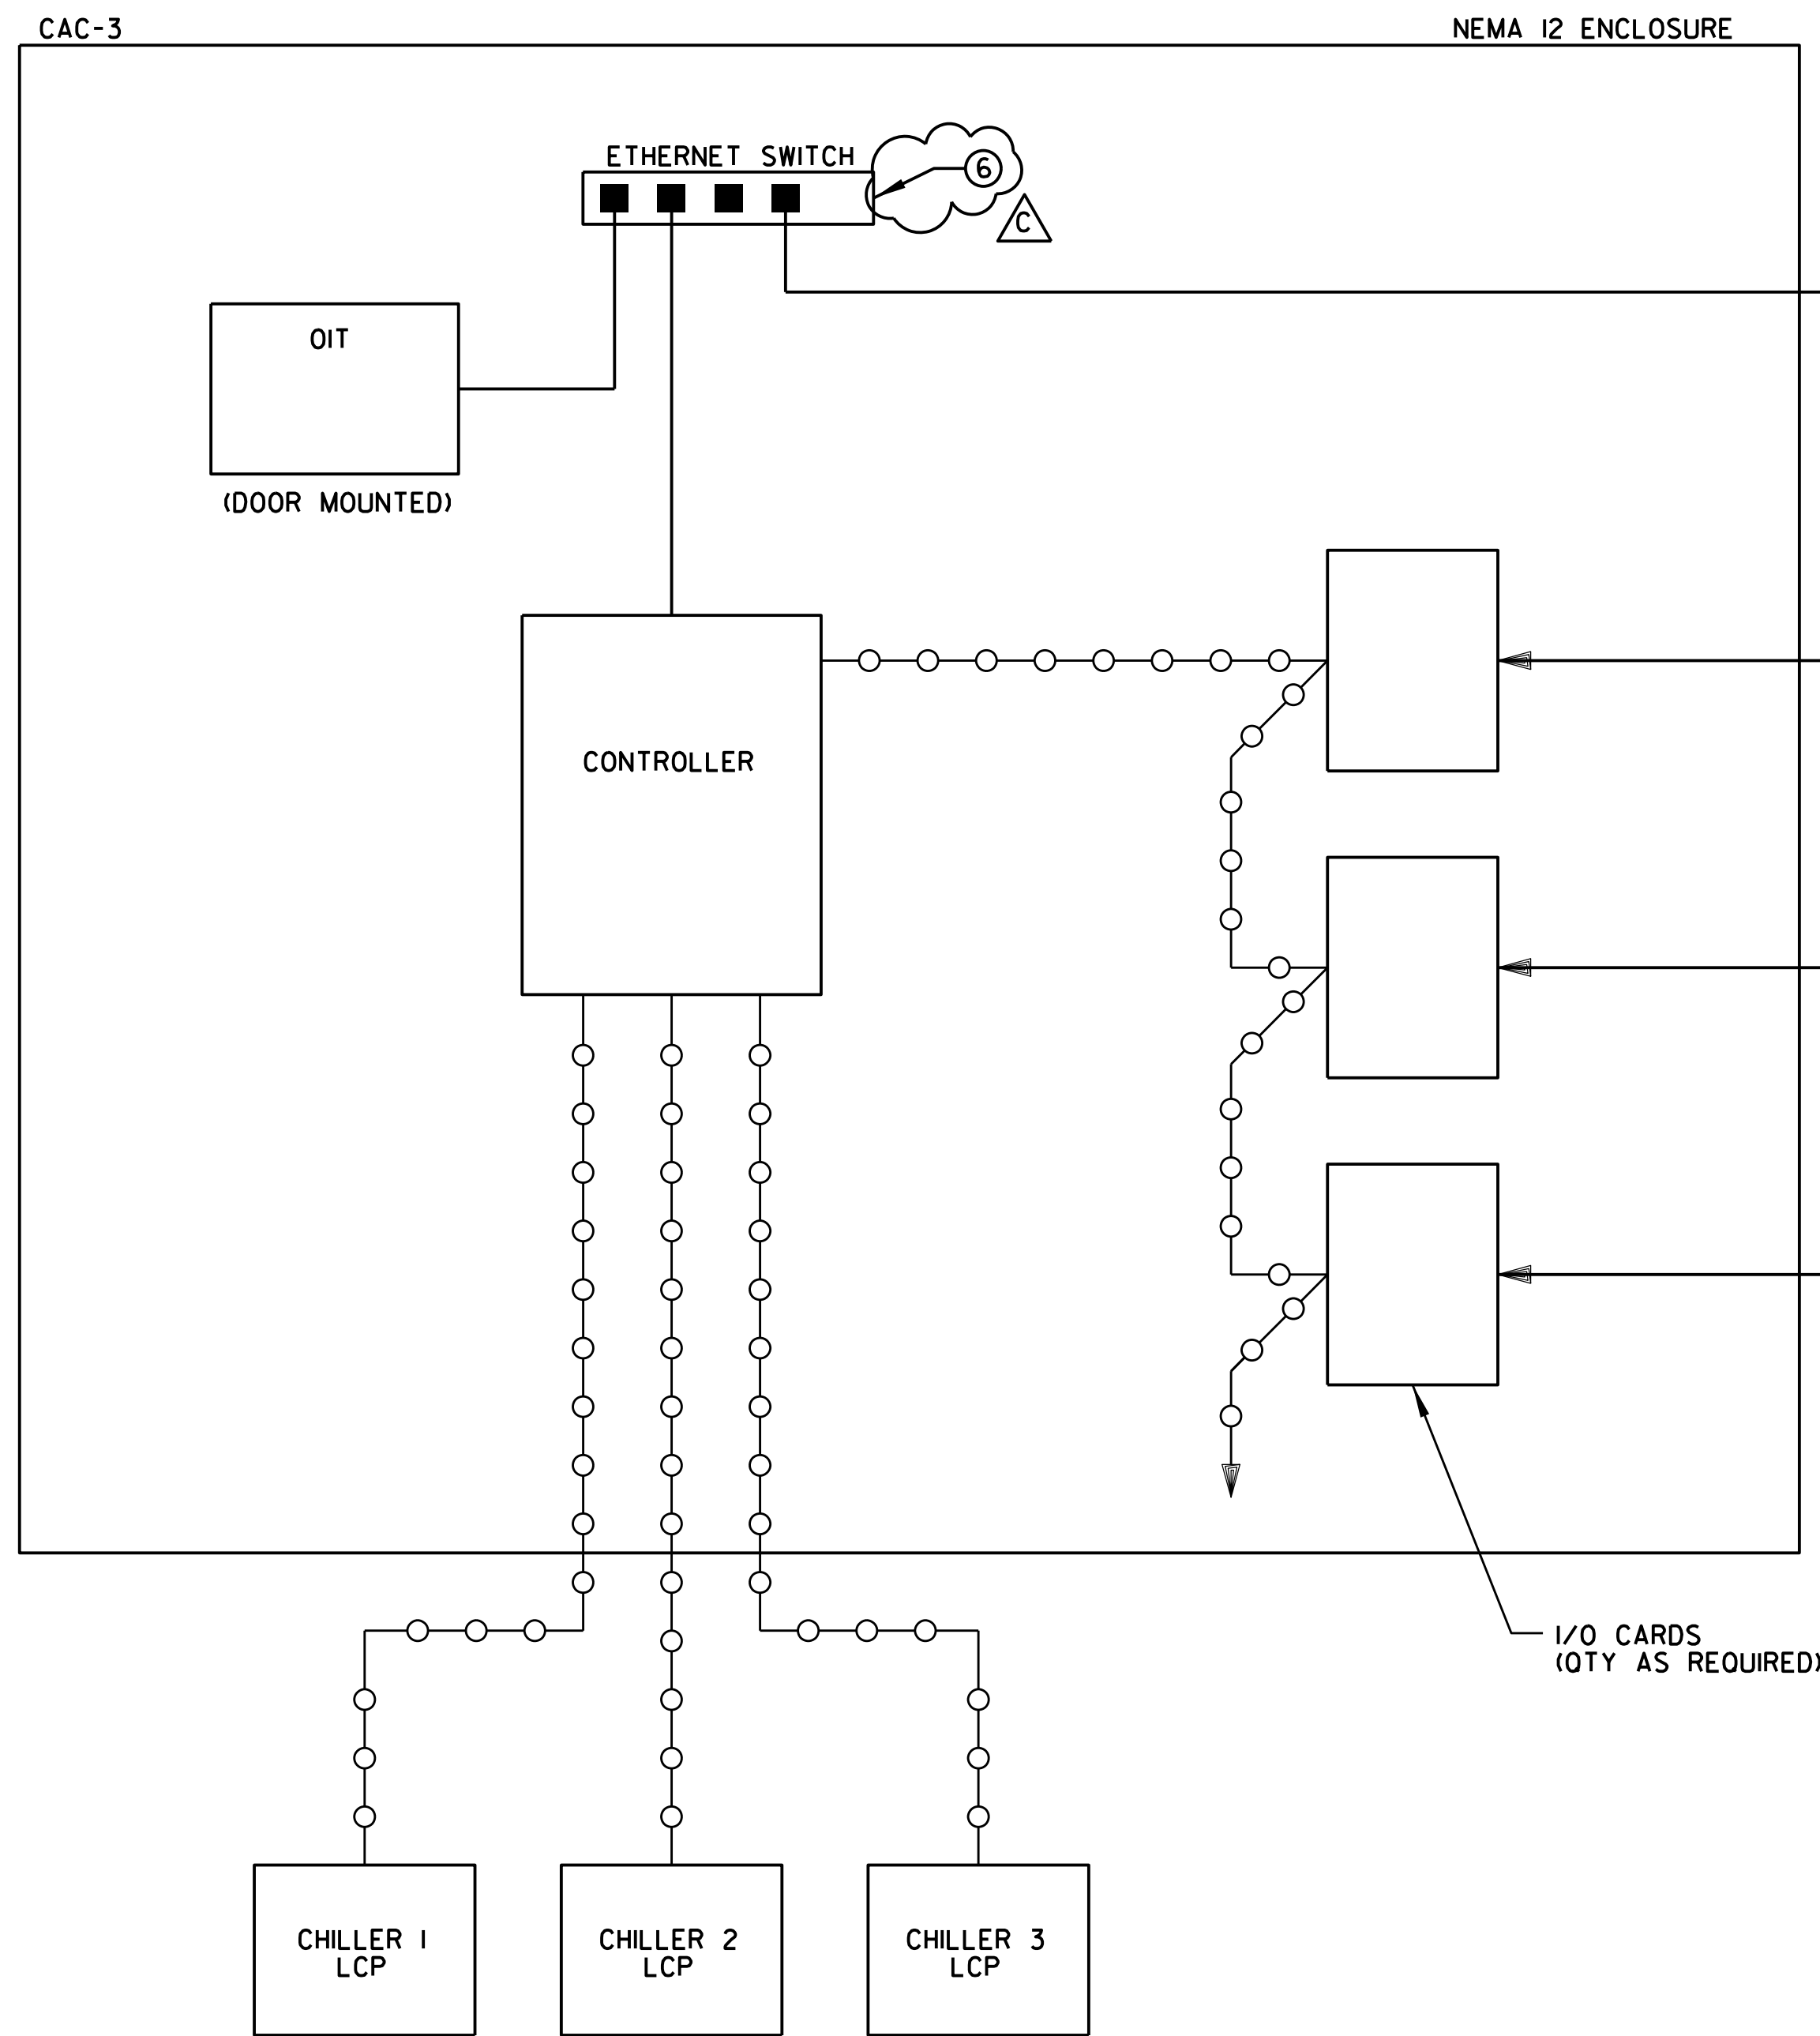 CAC-3
NEMA 12 ENCLOSURE
ETHERNET SWITCH
6
C
OIT
(DOOR MOUNTED)
CONTROLLER
I/O CARDS
(QTY AS REQUIRED)
CHILLER 1
LCP
CHILLER 2
LCP
CHILLER 3
LCP